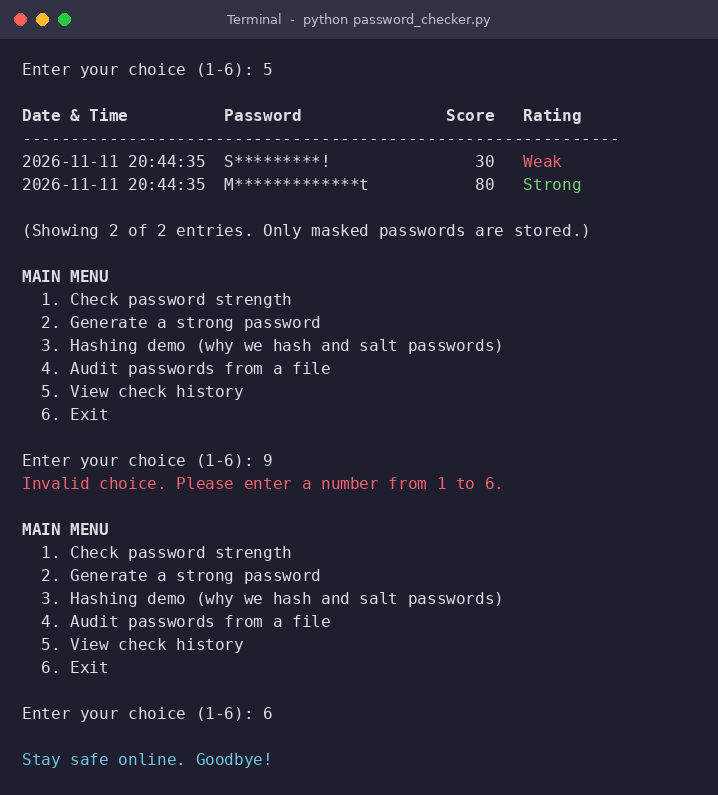 Terminal - python password_checker.py
Enter your choice (1-6): 5
Date & Time          Password               Score   Rating
--------------------------------------------------------------
2026-11-11 20:44:35  S*********!               30   Weak
2026-11-11 20:44:35  M*************t           80   Strong
(Showing 2 of 2 entries. Only masked passwords are stored.)
MAIN MENU
  1. Check password strength
  2. Generate a strong password
  3. Hashing demo (why we hash and salt passwords)
  4. Audit passwords from a file
  5. View check history
  6. Exit
Enter your choice (1-6): 9
Invalid choice. Please enter a number from 1 to 6.
MAIN MENU
  1. Check password strength
  2. Generate a strong password
  3. Hashing demo (why we hash and salt passwords)
  4. Audit passwords from a file
  5. View check history
  6. Exit
Enter your choice (1-6): 6
Stay safe online. Goodbye!